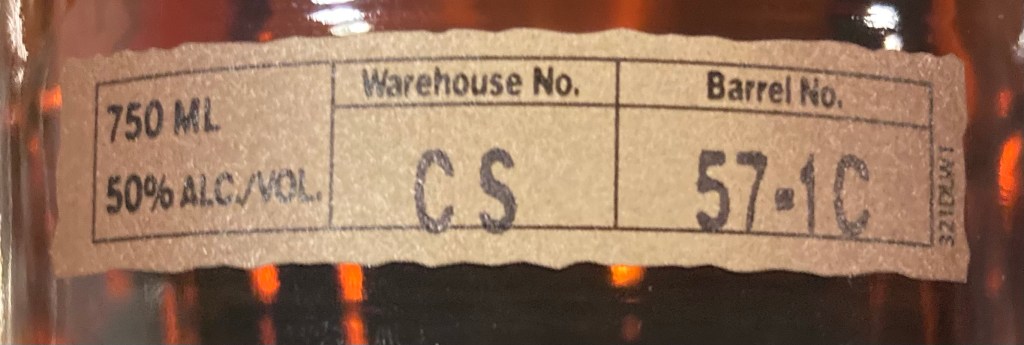 750 ML
50% ALC./VOL.
Warehouse No.
CS
Barrel No.
57-1C
321DLW1